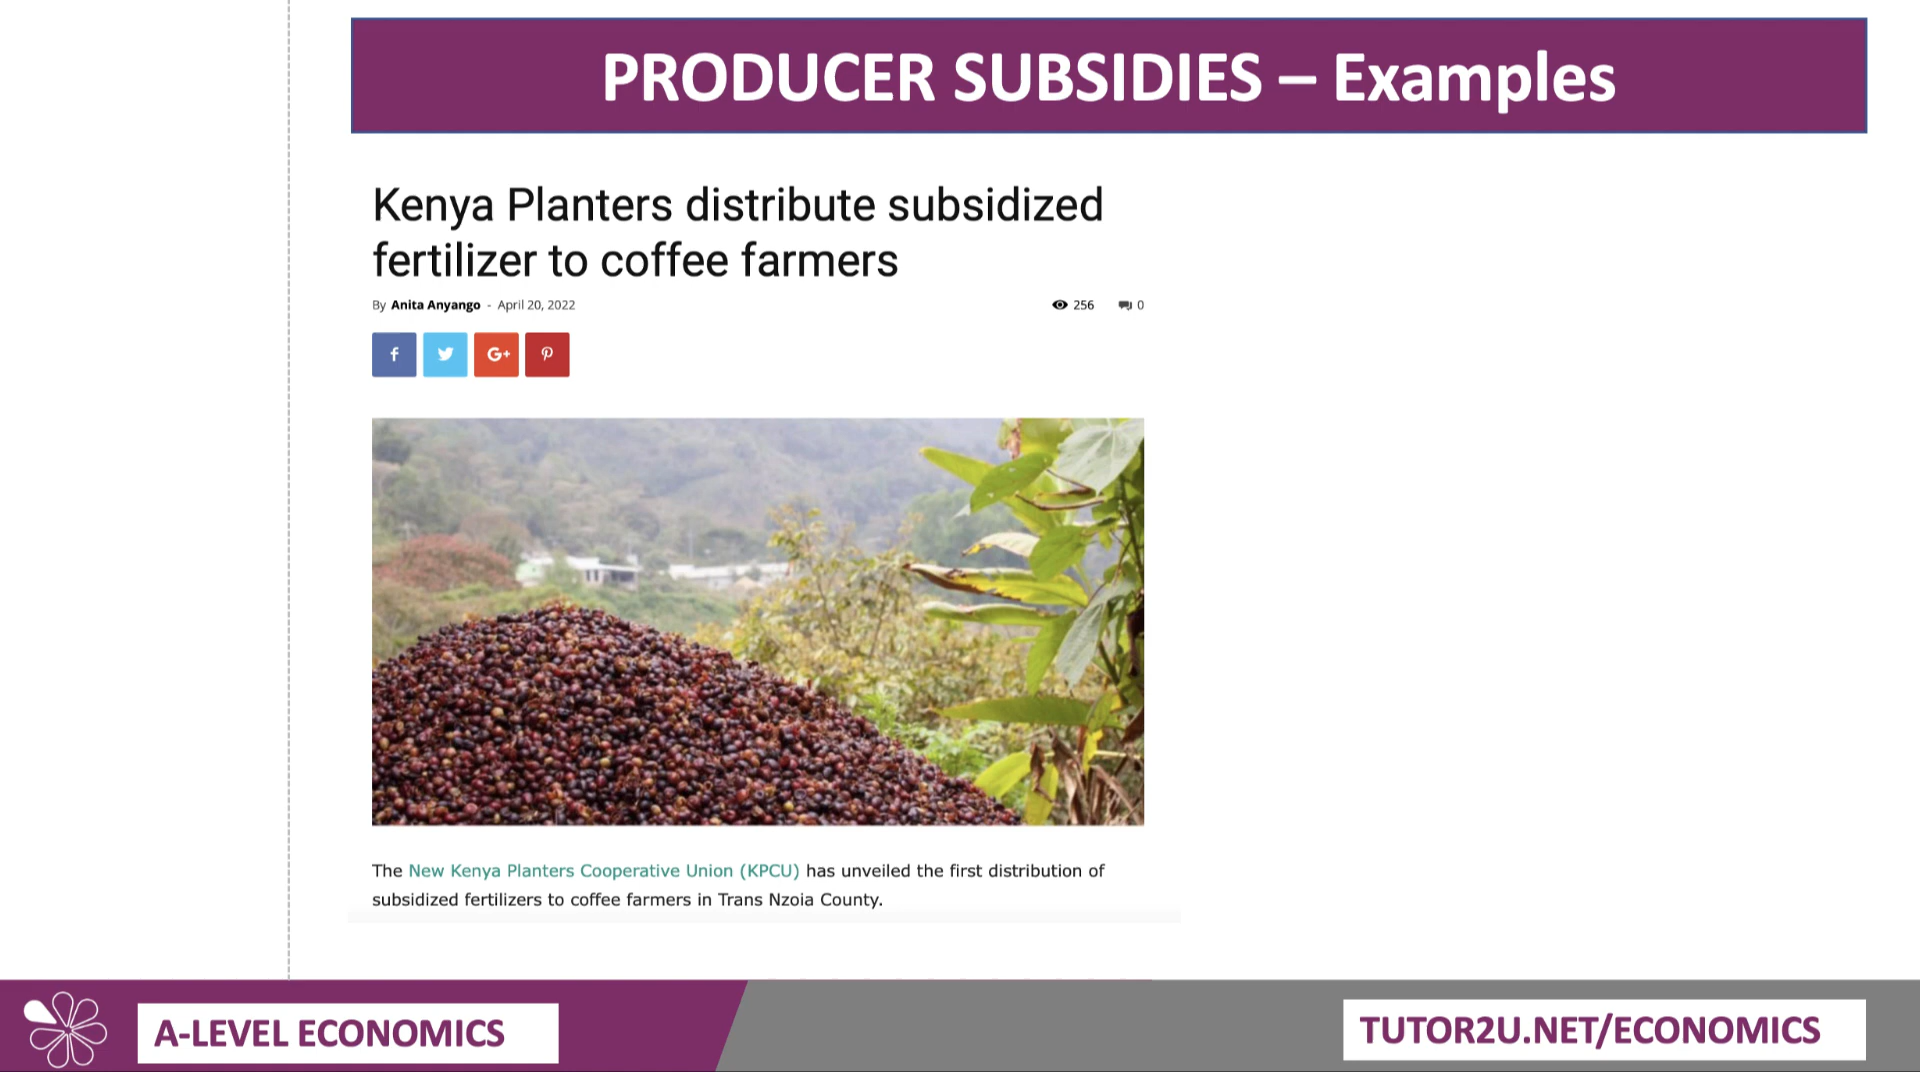 PRODUCER SUBSIDIES – Examples
Kenya Planters distribute subsidized
fertilizer to coffee farmers
By Anita Anyango - April 20, 2022
256
0
f
G+
The New Kenya Planters Cooperative Union (KPCU) has unveiled the first distribution of
subsidized fertilizers to coffee farmers in Trans Nzoia County.
A-LEVEL ECONOMICS
TUTOR2U.NET/ECONOMICS